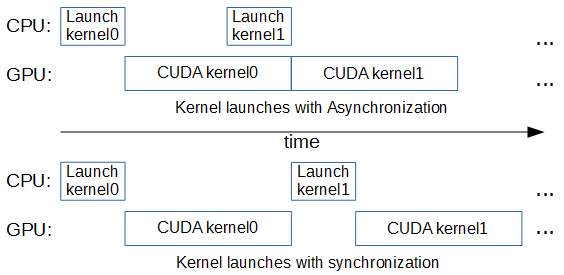 CPU: Launch kernel0 Launch kernel1 ...
GPU: CUDA kernel0 CUDA kernel1 ...
Kernel launches with Asynchronization
time
CPU: Launch kernel0 Launch kernel1 ...
GPU: CUDA kernel0 CUDA kernel1 ...
Kernel launches with synchronization